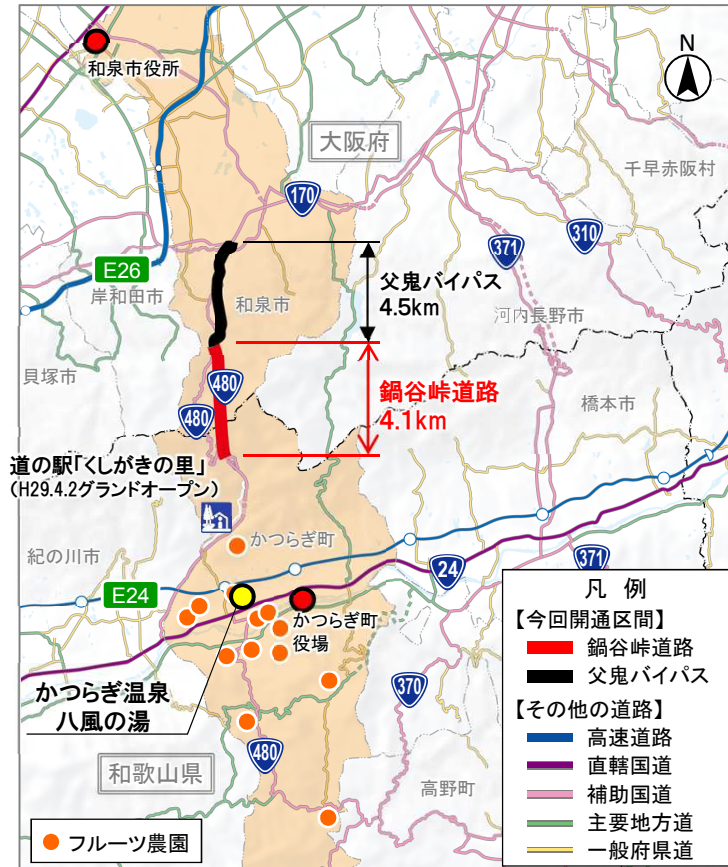 和泉市役所
N
大阪府
千早赤阪村
170
310
371
E26
岸和田市
和泉市
父鬼バイパス
4.5km
河内長野市
貝塚市
480
480
鍋谷峠道路
4.1km
橋本市
道の駅「くしがきの里」
(H29.4.2グランドオープン)
かつらぎ町
紀の川市
24
371
E24
かつらぎ町
役場
かつらぎ温泉
八風の湯
370
480
和歌山県
高野町
フルーツ農園
凡 例
【今回開通区間】
鍋谷峠道路
父鬼バイパス
【その他の道路】
高速道路
直轄国道
補助国道
主要地方道
一般府県道